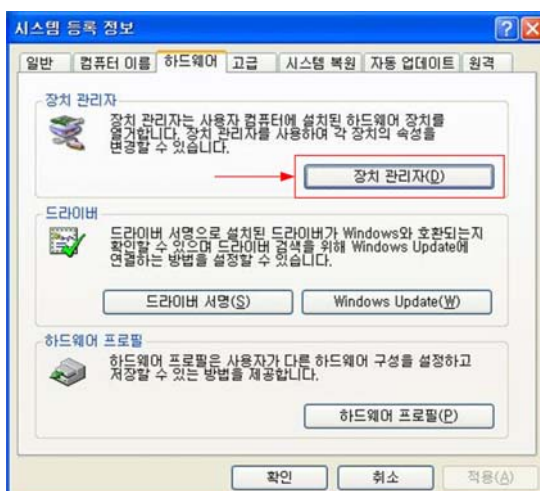 시스템 등록 정보
일반 컴퓨터 이름 하드웨어 고급 시스템 복원 자동 업데이트 원격
장치 관리자
장치 관리자는 사용자 컴퓨터에 설치된 하드웨어 장치를
열거합니다. 장치 관리자를 사용하여 각 장치의 속성을
변경할 수 있습니다.
장치 관리자(D)
드라이버
드라이버 서명으로 설치된 드라이버가 Windows와 호환되는지
확인할 수 있으며 드라이버 검색을 위해 Windows Update에
연결하는 방법을 설정할 수 있습니다.
드라이버 서명(S) Windows Update(W)
하드웨어 프로필
하드웨어 프로필은 사용자가 다른 하드웨어 구성을 설정하고
저장할 수 있는 방법을 제공합니다.
하드웨어 프로필(P)
확인 취소 적용(A)